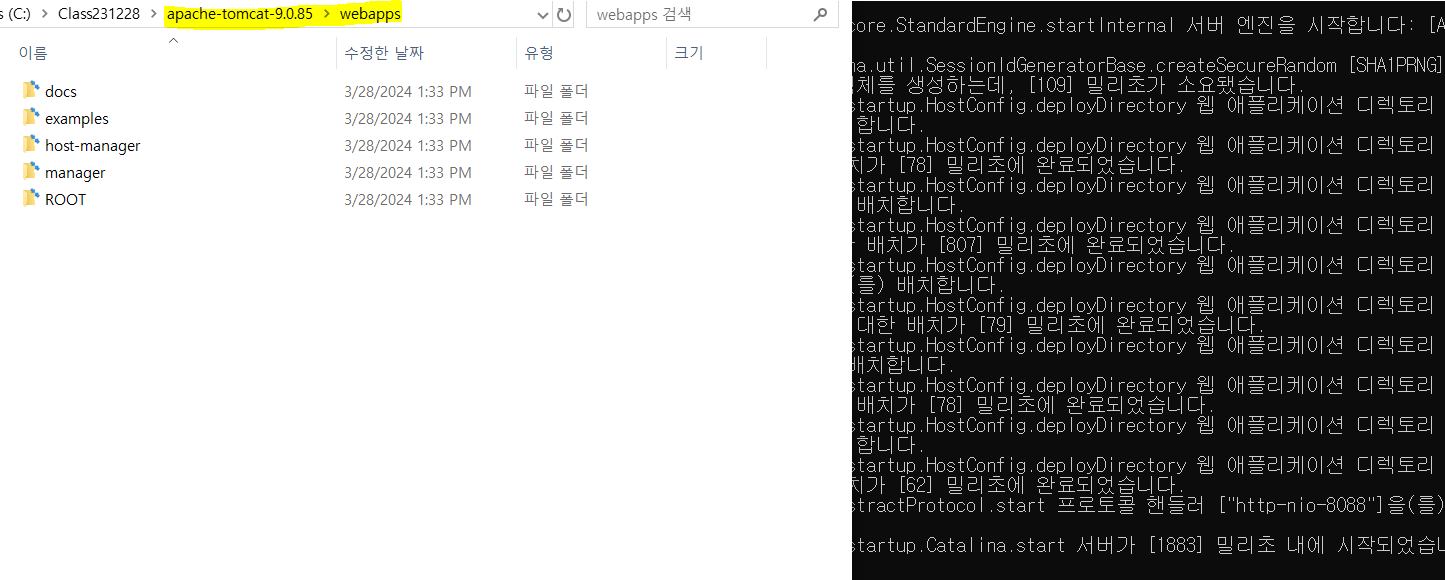 s (C:) > Class231228 > apache-tomcat-9.0.85 > webapps
webapps 검색
이름 수정한 날짜 유형 크기
docs 3/28/2024 1:33 PM 파일 폴더
examples 3/28/2024 1:33 PM 파일 폴더
host-manager 3/28/2024 1:33 PM 파일 폴더
manager 3/28/2024 1:33 PM 파일 폴더
ROOT 3/28/2024 1:33 PM 파일 폴더
core.StandardEngine.startInternal 서버 엔진을 시작합니다: [A
na.util.SessionIdGeneratorBase.createSecureRandom [SHA1PRNG]
체를 생성하는데, [109] 밀리초가 소요됐습니다.
startup.HostConfig.deployDirectory 웹 애플리케이션 디렉토리
합니다.
startup.HostConfig.deployDirectory 웹 애플리케이션 디렉토리
치가 [78] 밀리초에 완료되었습니다.
startup.HostConfig.deployDirectory 웹 애플리케이션 디렉토리
배치합니다.
startup.HostConfig.deployDirectory 웹 애플리케이션 디렉토리
배치가 [807] 밀리초에 완료되었습니다.
startup.HostConfig.deployDirectory 웹 애플리케이션 디렉토리
(를) 배치합니다.
startup.HostConfig.deployDirectory 웹 애플리케이션 디렉토리
대한 배치가 [79] 밀리초에 완료되었습니다.
startup.HostConfig.deployDirectory 웹 애플리케이션 디렉토리
배치합니다.
startup.HostConfig.deployDirectory 웹 애플리케이션 디렉토리
배치가 [78] 밀리초에 완료되었습니다.
startup.HostConfig.deployDirectory 웹 애플리케이션 디렉토리
합니다.
startup.HostConfig.deployDirectory 웹 애플리케이션 디렉토리
치가 [62] 밀리초에 완료되었습니다.
stractProtocol.start 프로토콜 핸들러 ["http-nio-8088"]을(를)
startup.Catalina.start 서버가 [1883] 밀리초 내에 시작되었습니